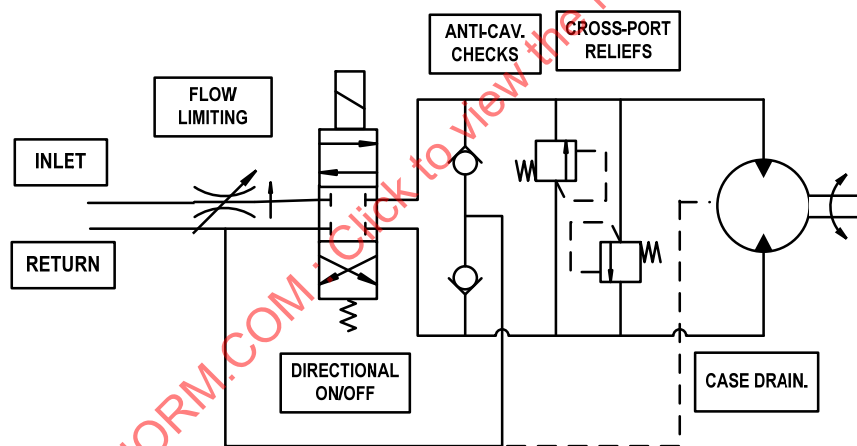 ANTI-CAV.
CHECKS
CROSS-PORT
RELIEFS
FLOW
LIMITING
INLET
RETURN
DIRECTIONAL
ON/OFF
CASE DRAIN.
ORM.COM : Click to view the